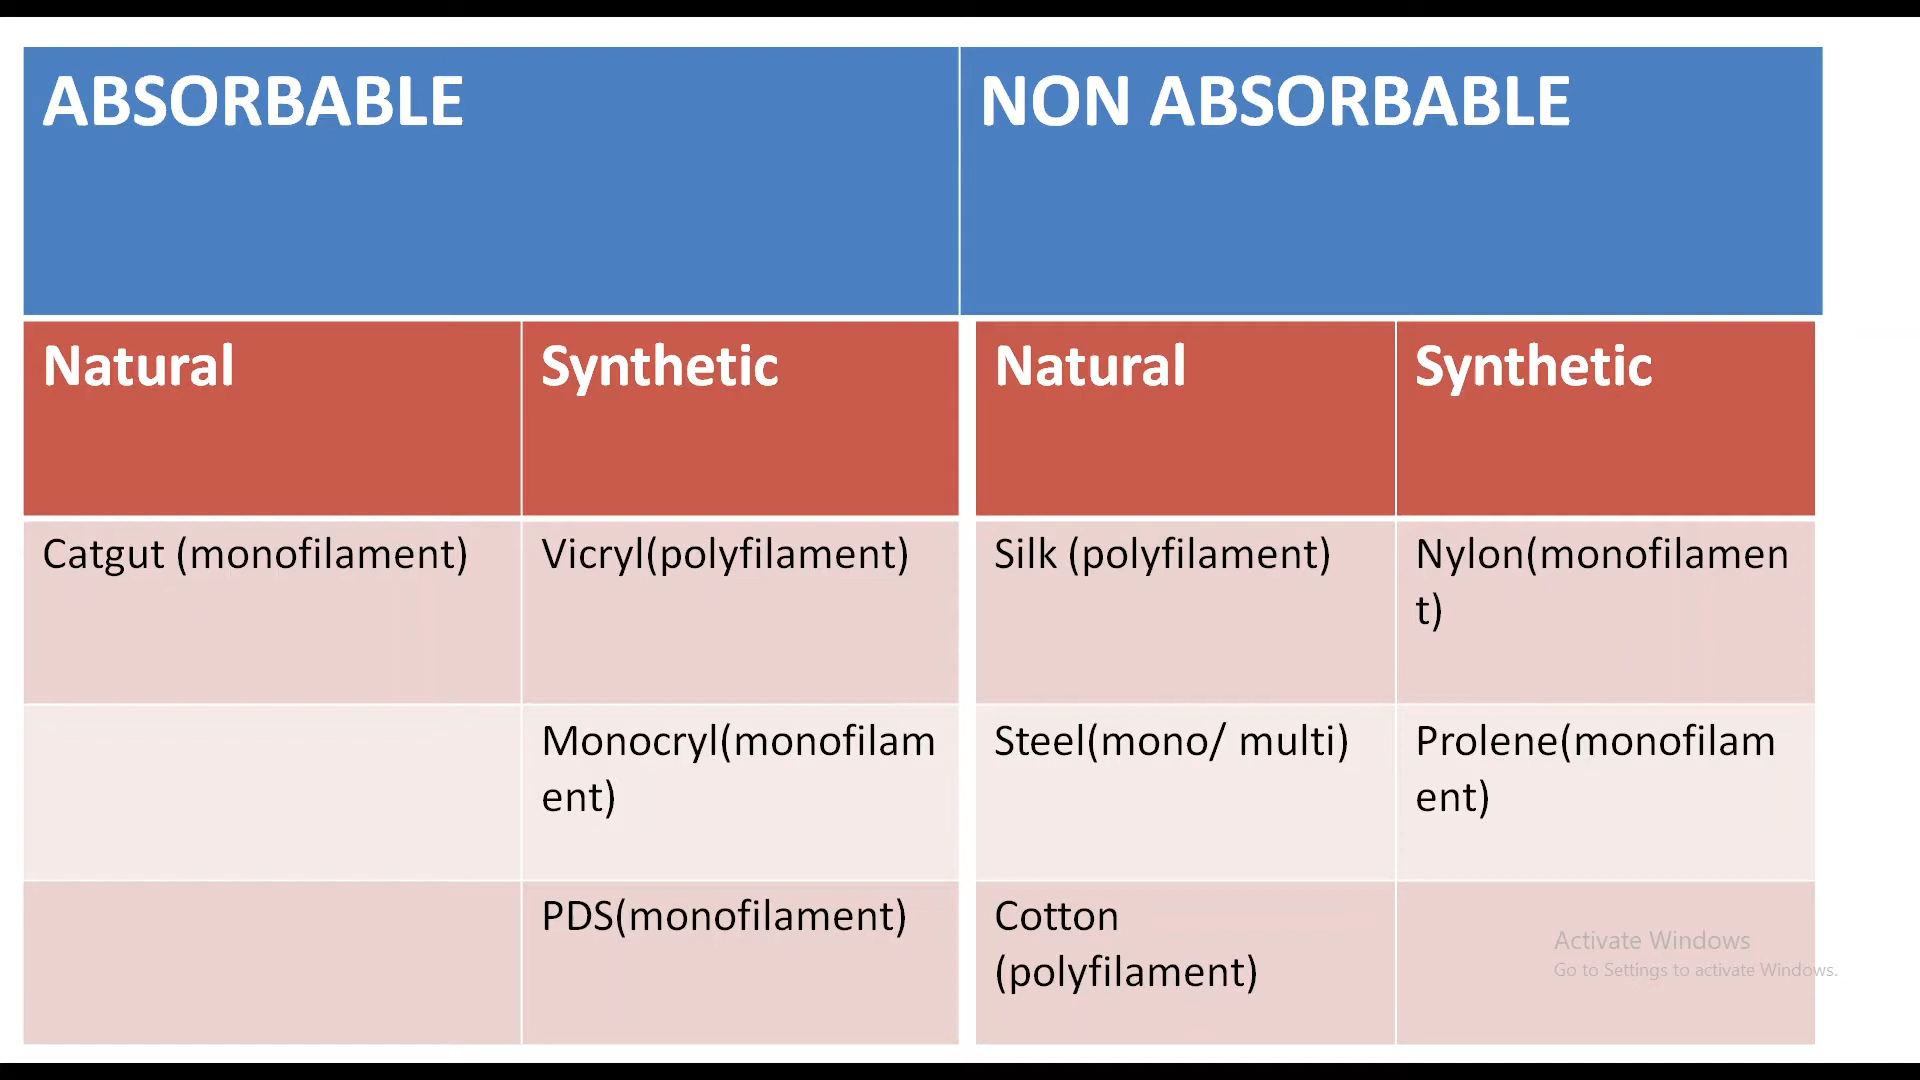 ABSORBABLE
NON ABSORBABLE
Natural
Synthetic
Natural
Synthetic
Catgut (monofilament)
Vicryl(polyfilament)
Silk (polyfilament)
Nylon(monofilamen
t)
Monocryl(monofilam
ent)
Steel(mono/ multi)
Prolene(monofilam
ent)
PDS(monofilament)
Cotton
(polyfilament)
Activate Windows
Go to Settings to activate Windows.